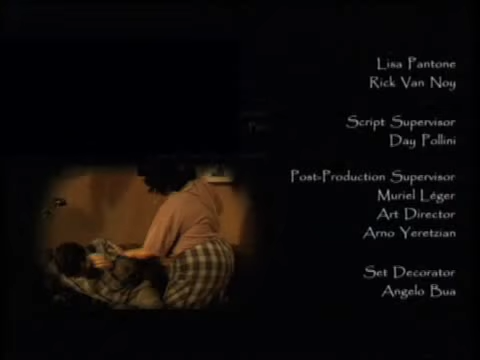 Lisa Pantone
Rick Van Noy
Script Supervisor
Day Pollini
Post-Production Supervisor
Muriel Léger
Art Director
Arno Yeretzian
Set Decorator
Angelo Bua